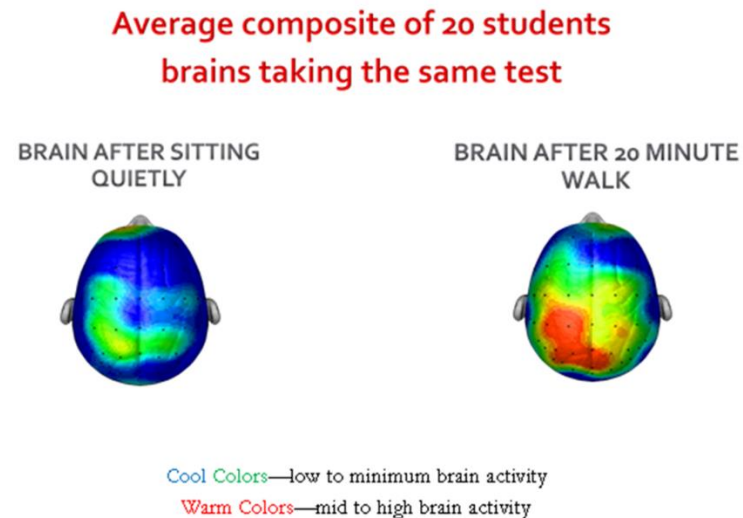 Average composite of 20 students
brains taking the same test
BRAIN AFTER SITTING
QUIETLY
BRAIN AFTER 20 MINUTE
WALK
Cool Colors—low to minimum brain activity
Warm Colors—mid to high brain activity